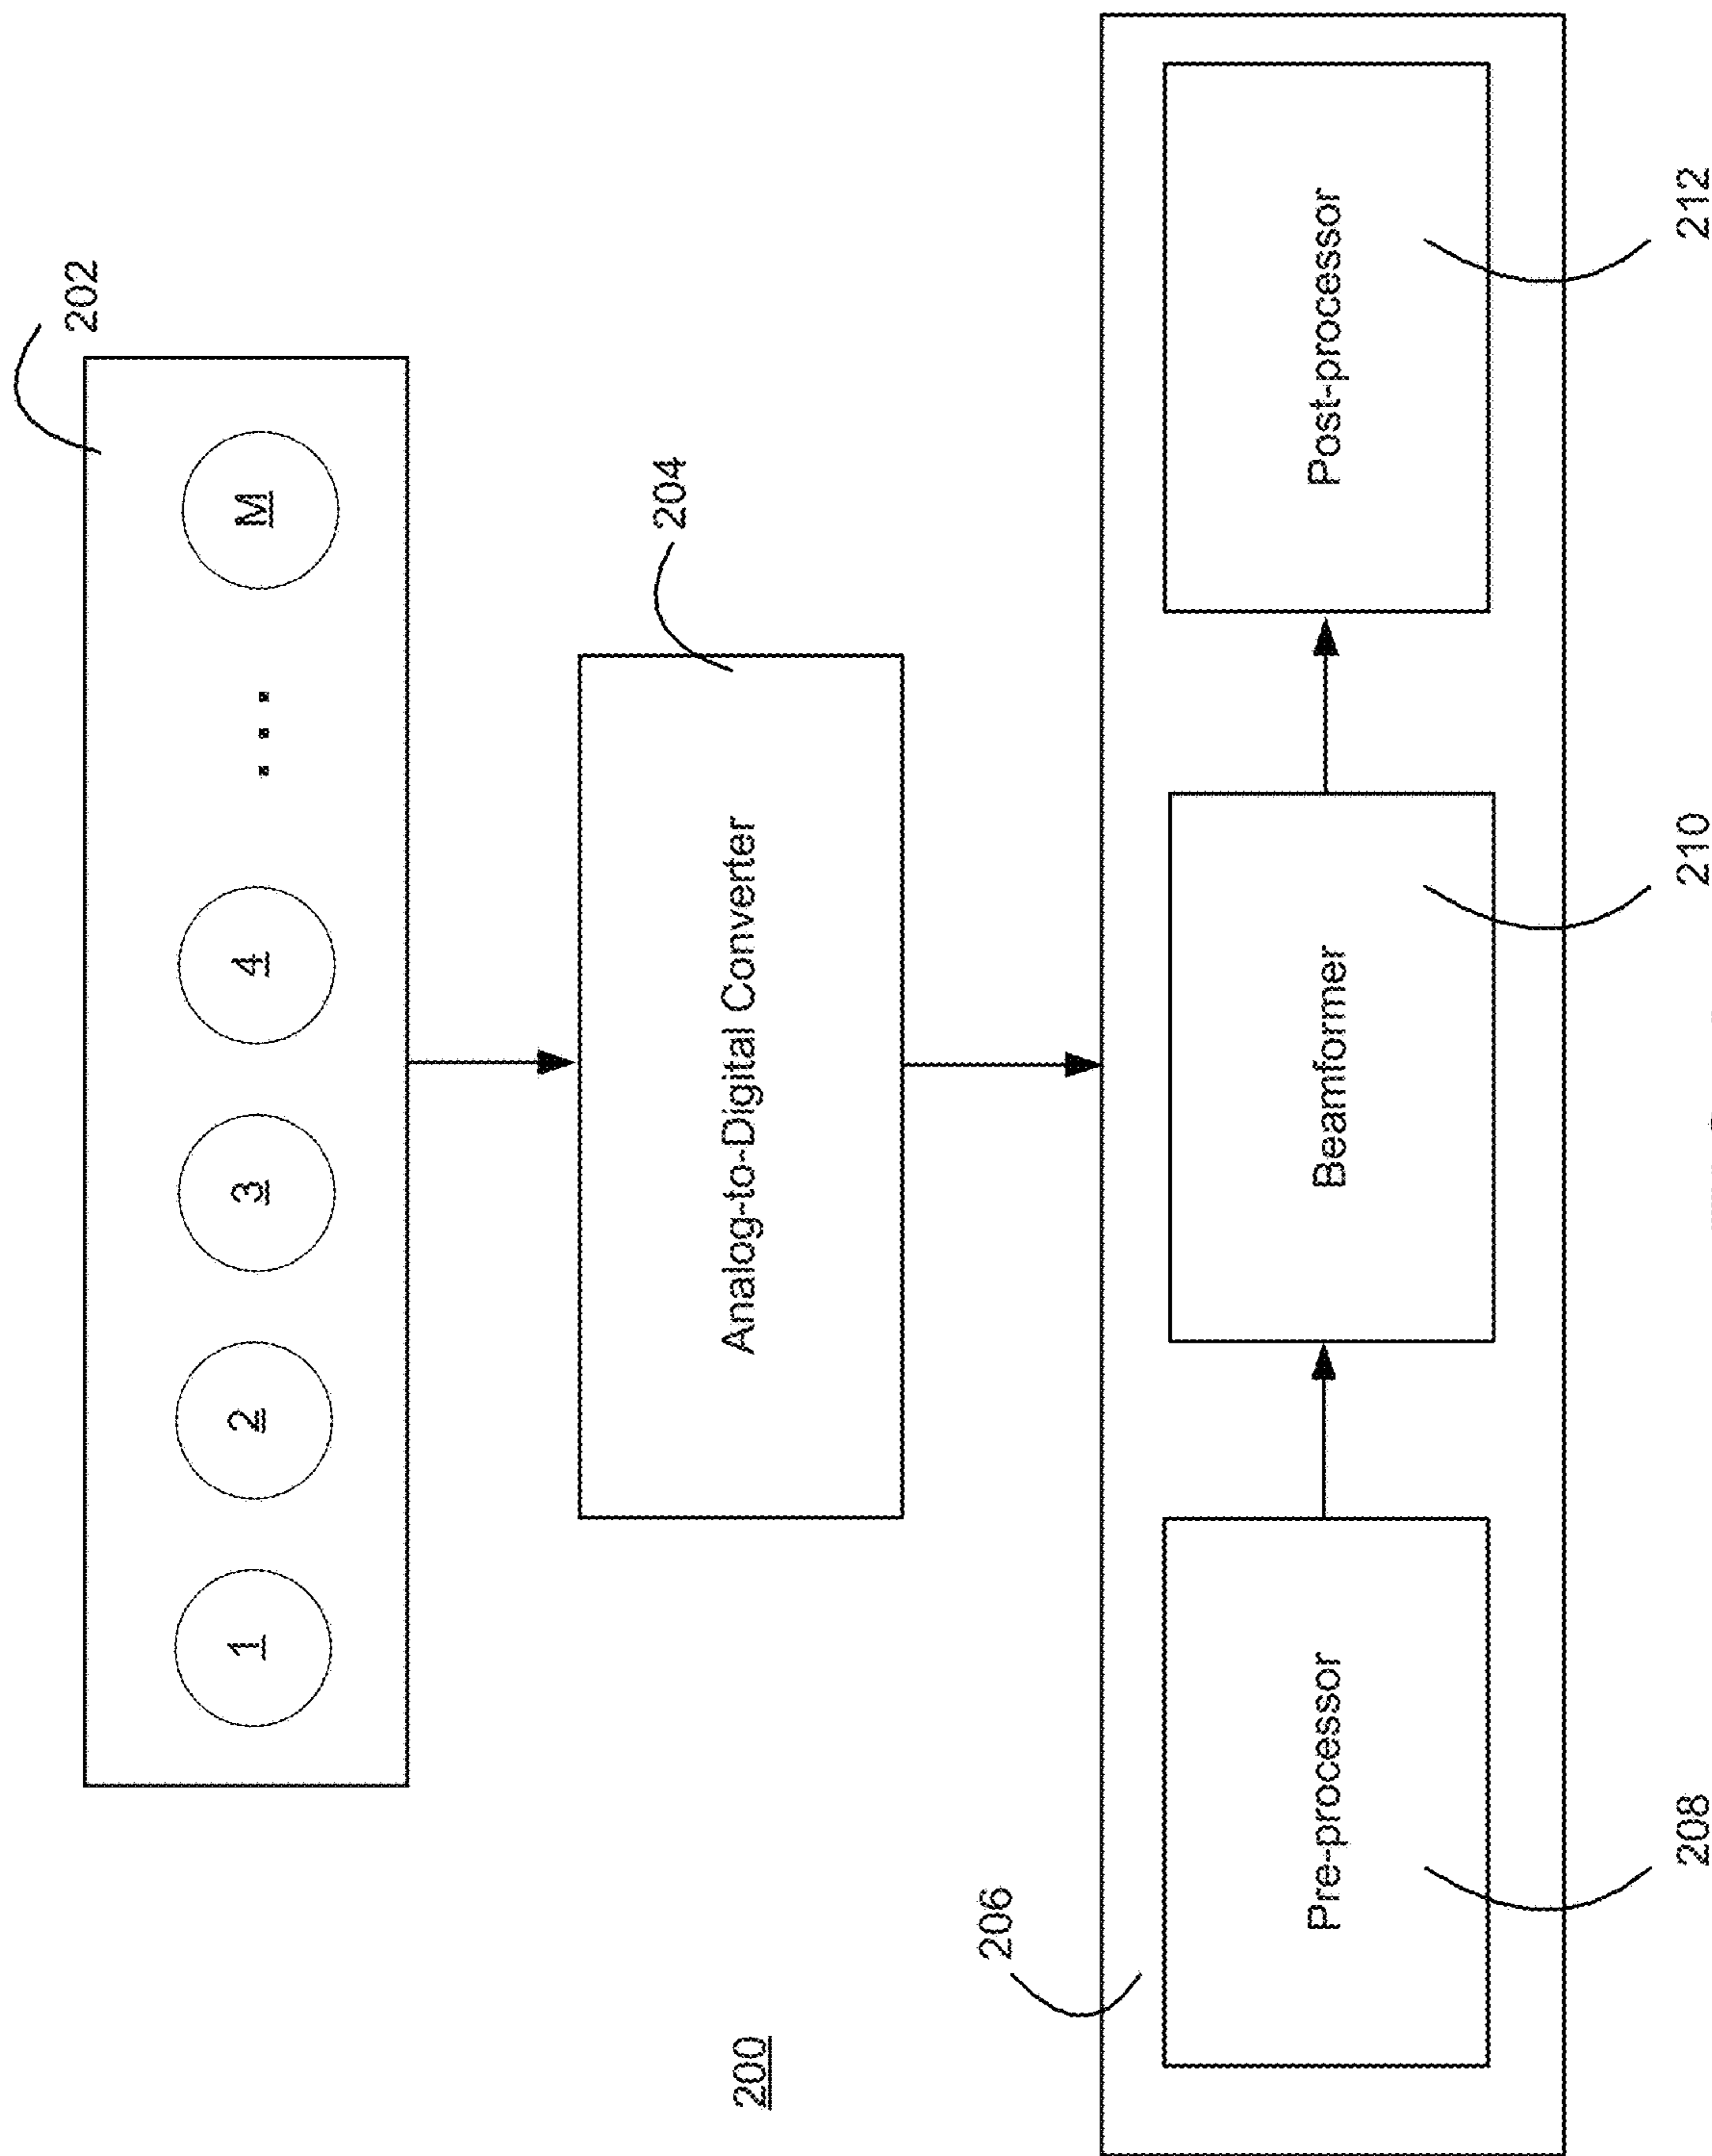 202
1
2
3
4
...
M
204
Analog-to-Digital Converter
200
206
Pre-processor
Beamformer
Post-processor
208
210
212